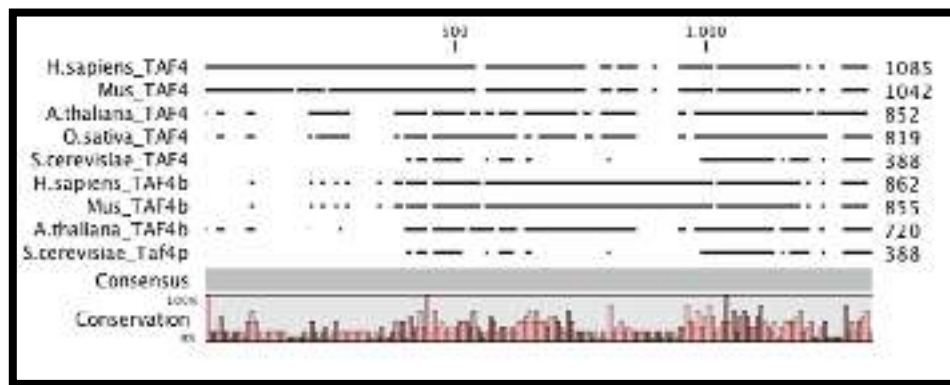 500 1.000
H.sapiens_TAF4 1085
Mus_TAF4 1042
A.thaliana_TAF4 852
O.sativa_TAF4 819
S.cerevisiae_TAF4 388
H.sapiens_TAF4b 862
Mus_TAF4b 855
A.thaliana_TAF4b 720
S.cerevisiae_Taf4p 388
Consensus
100%
Conservation
0%